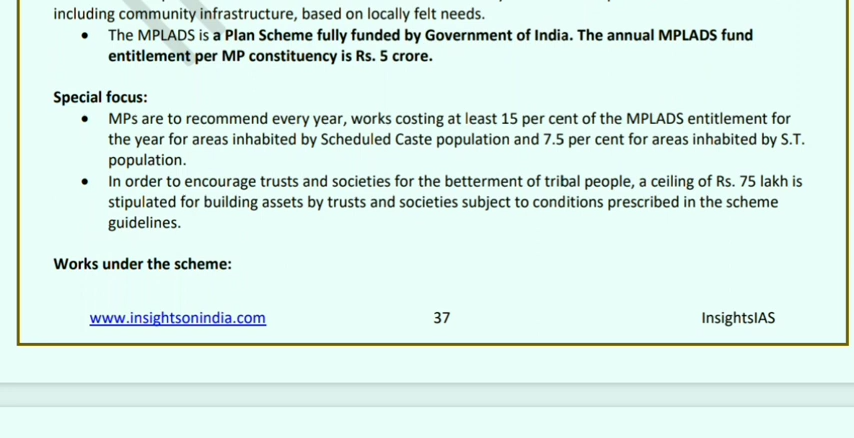 including community infrastructure, based on locally felt needs.
• The MPLADS is a Plan Scheme fully funded by Government of India. The annual MPLADS fund
entitlement per MP constituency is Rs. 5 crore.
Special focus:
• MPs are to recommend every year, works costing at least 15 per cent of the MPLADS entitlement for
the year for areas inhabited by Scheduled Caste population and 7.5 per cent for areas inhabited by S.T.
population.
• In order to encourage trusts and societies for the betterment of tribal people, a ceiling of Rs. 75 lakh is
stipulated for building assets by trusts and societies subject to conditions prescribed in the scheme
guidelines.
Works under the scheme:
www.insightsonindia.com 37 InsightsIAS